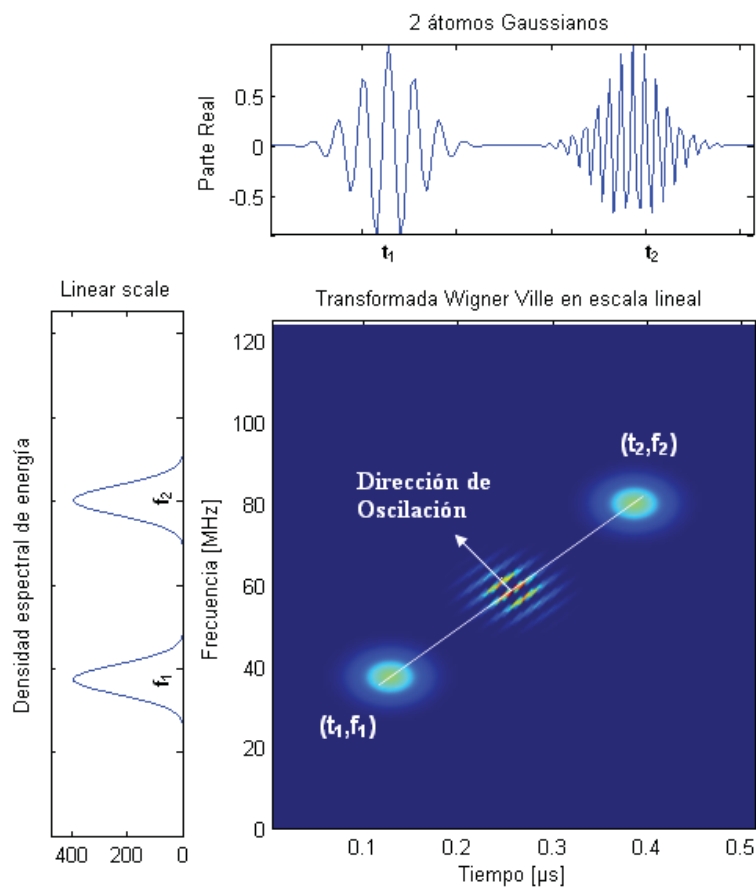 2 átomos Gaussianos
Parte Real
0.5
0
-0.5
t₁
t₂
Linear scale
Densidad espectral de energía
f₂
f₁
400 200 0
Transformada Wigner Ville en escala lineal
Frecuencia [MHz]
120
100
80
60
40
20
0
(t₂,f₂)
Dirección de
Oscilación
(t₁,f₁)
0.1 0.2 0.3 0.4 0.5
Tiempo [µs]